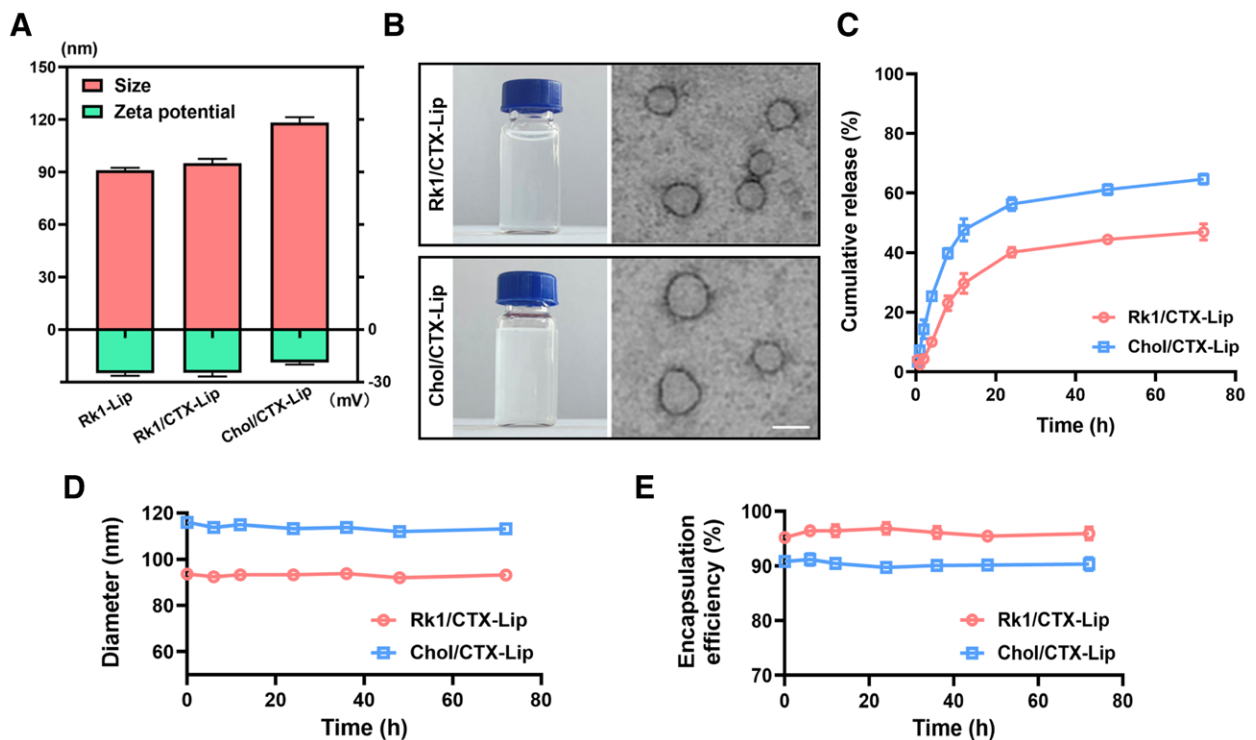 A
(nm)
150
120
90
60
30
0
0
-30
(mV)
Size
Zeta potential
Rk1-Lip
Rk1/CTX-Lip
Chol/CTX-Lip
B
Rk1/CTX-Lip
Chol/CTX-Lip
C
Cumulative release (%)
100
80
60
40
20
0
0 20 40 60 80
Time (h)
Rk1/CTX-Lip
Chol/CTX-Lip
D
Diameter (nm)
120
100
80
60
0 20 40 60 80
Time (h)
Rk1/CTX-Lip
Chol/CTX-Lip
E
Encapsulation
efficiency (%)
100
90
80
70
0 20 40 60 80
Time (h)
Rk1/CTX-Lip
Chol/CTX-Lip